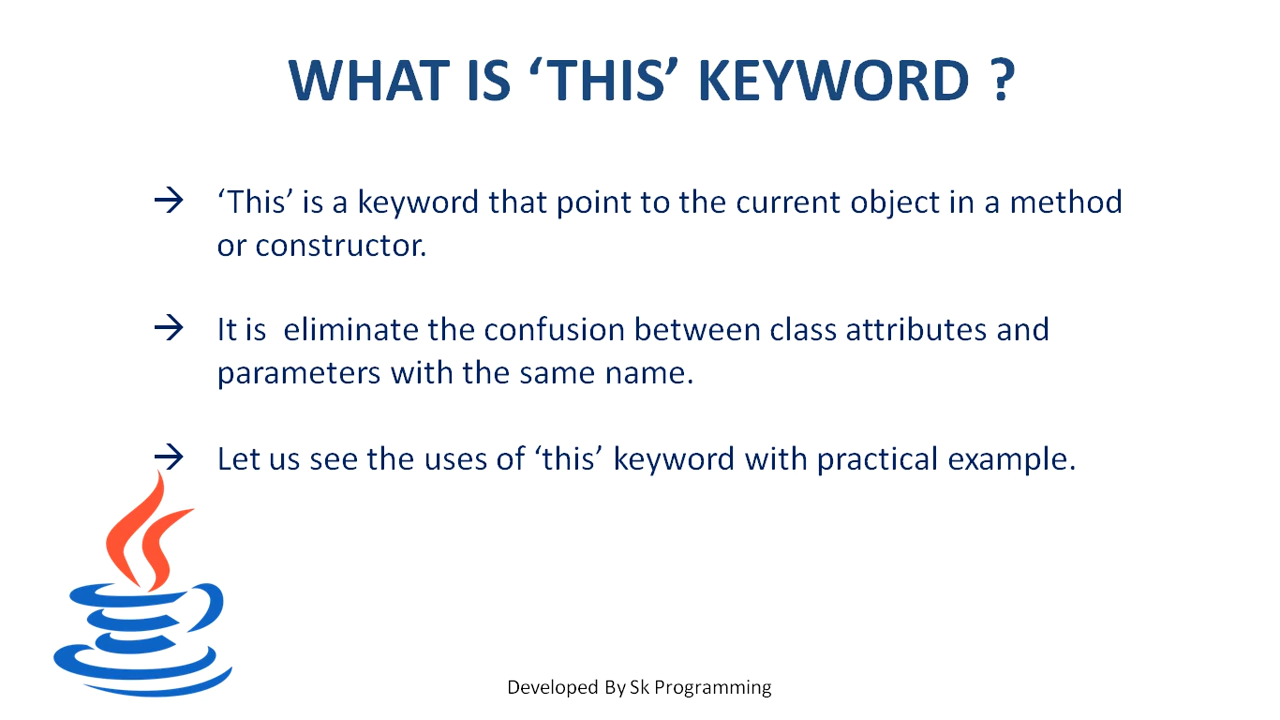 WHAT IS ‘THIS’ KEYWORD ?
→ ‘This’ is a keyword that point to the current object in a method
or constructor.
→ It is  eliminate the confusion between class attributes and
parameters with the same name.
→ Let us see the uses of ‘this’ keyword with practical example.
Developed By Sk Programming